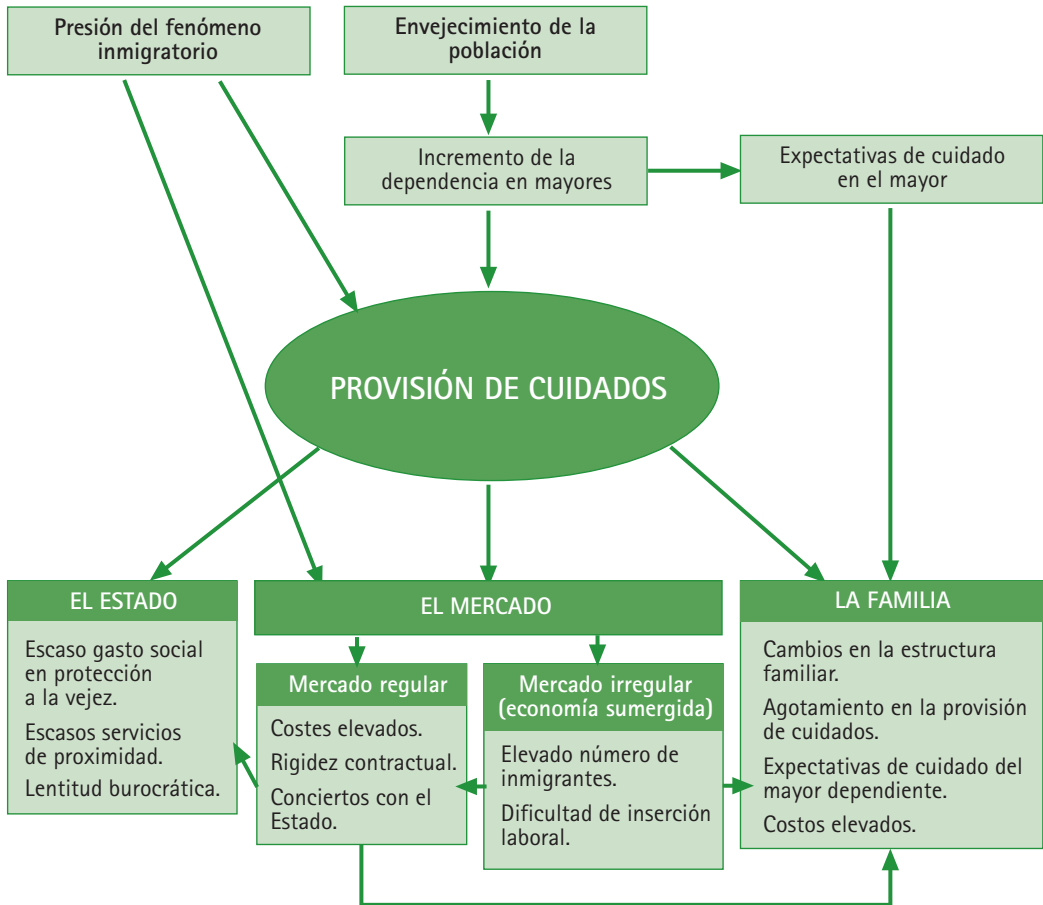 Presión del fenómeno
inmigratorio
Envejecimiento de la
población
Incremento de la
dependencia en mayores
Expectativas de cuidado
en el mayor
PROVISIÓN DE CUIDADOS
EL ESTADO
Escaso gasto social
en protección
a la vejez.
Escasos servicios
de proximidad.
Lentitud burocrática.
EL MERCADO
Mercado regular
Costes elevados.
Rigidez contractual.
Conciertos con el
Estado.
Mercado irregular
(economía sumergida)
Elevado número de
inmigrantes.
Dificultad de inserción
laboral.
LA FAMILIA
Cambios en la estructura
familiar.
Agotamiento en la provisión
de cuidados.
Expectativas de cuidado del
mayor dependiente.
Costos elevados.